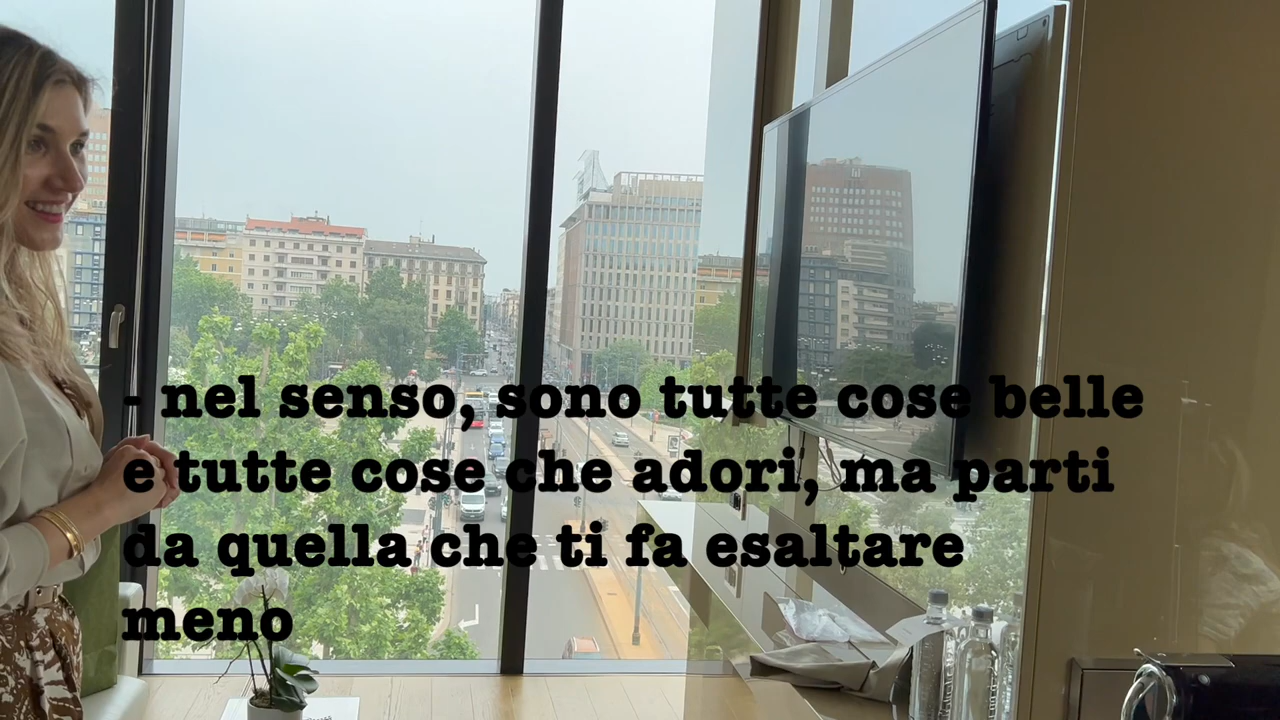 - nel senso, sono tutte cose belle
e tutte cose che adori, ma parti
da quella che ti fa esaltare
meno